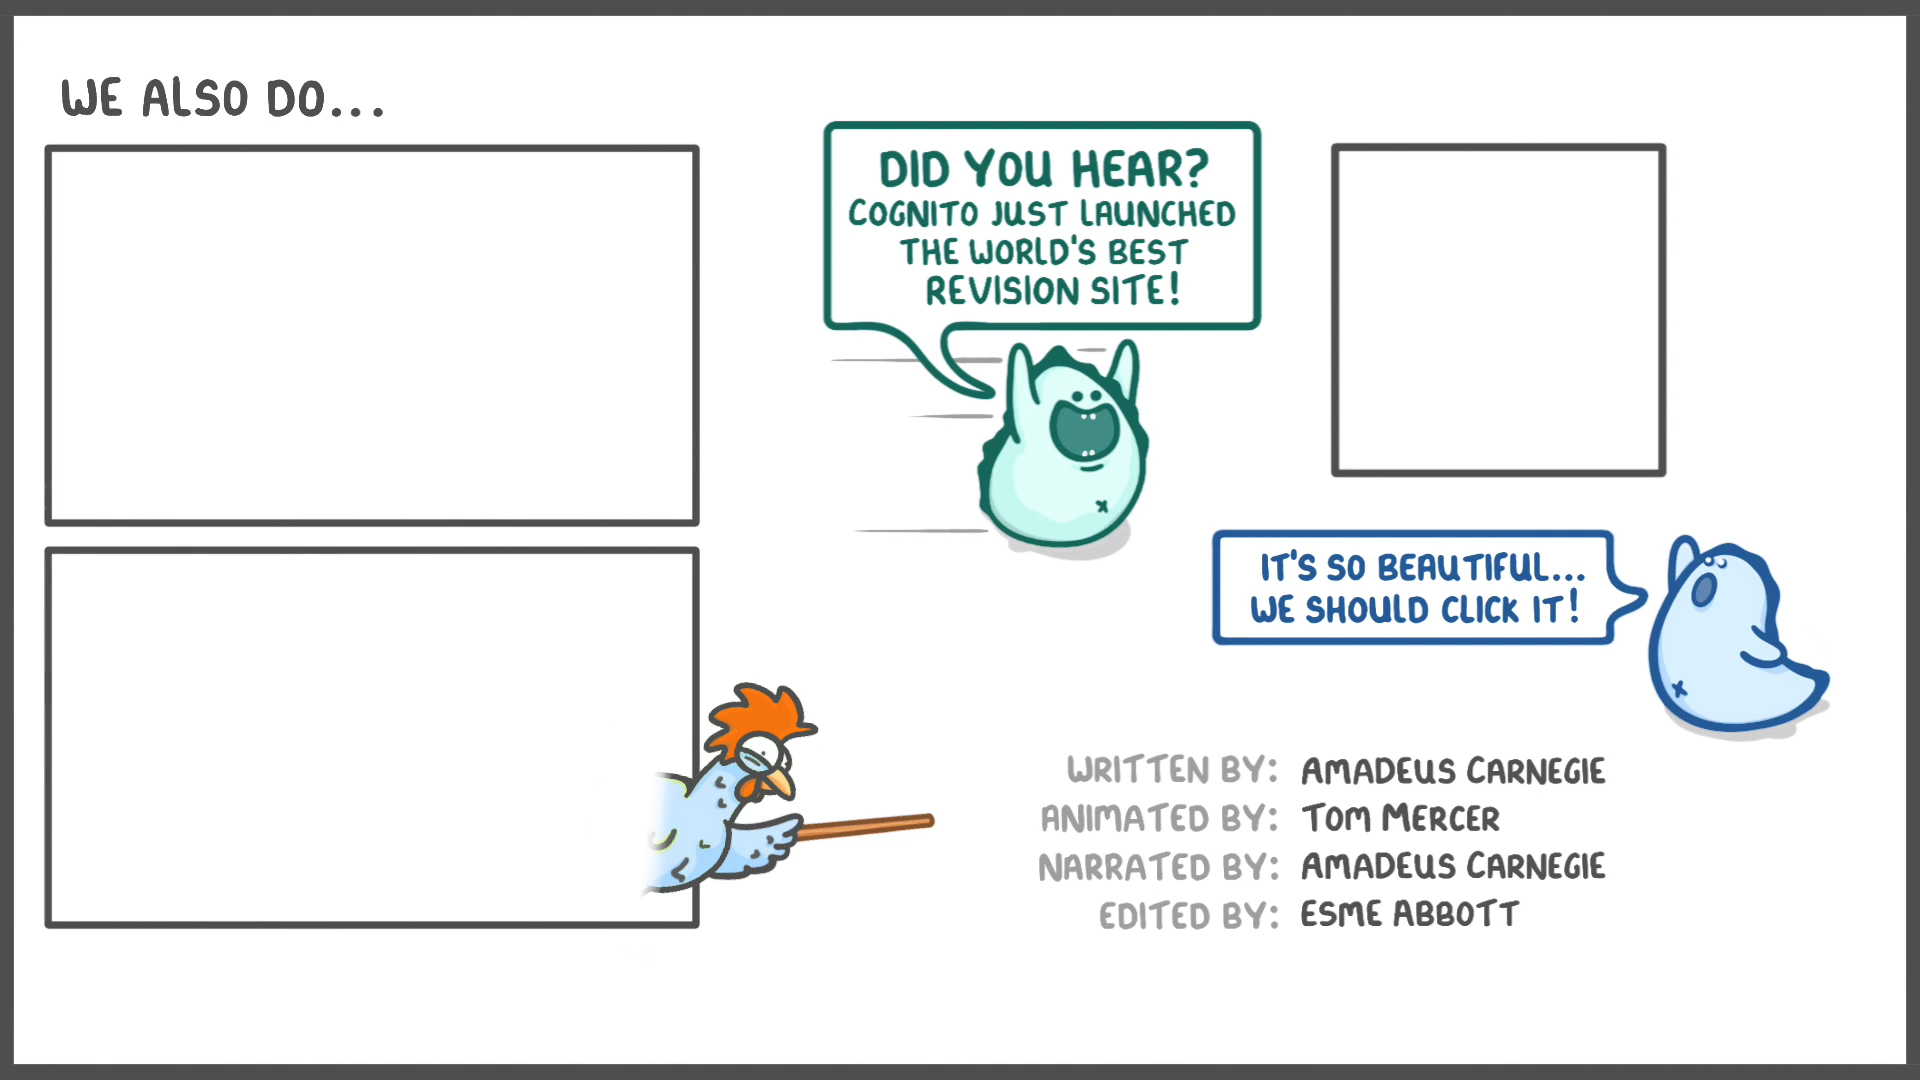 WE ALSO DO...
DID YOU HEAR?
COGNITO JUST LAUNCHED
THE WORLD'S BEST
REVISION SITE!
IT'S SO BEAUTIFUL...
WE SHOULD CLICK IT!
WRITTEN BY: AMADEUS CARNEGIE
ANIMATED BY: TOM MERCER
NARRATED BY: AMADEUS CARNEGIE
EDITED BY: ESME ABBOTT